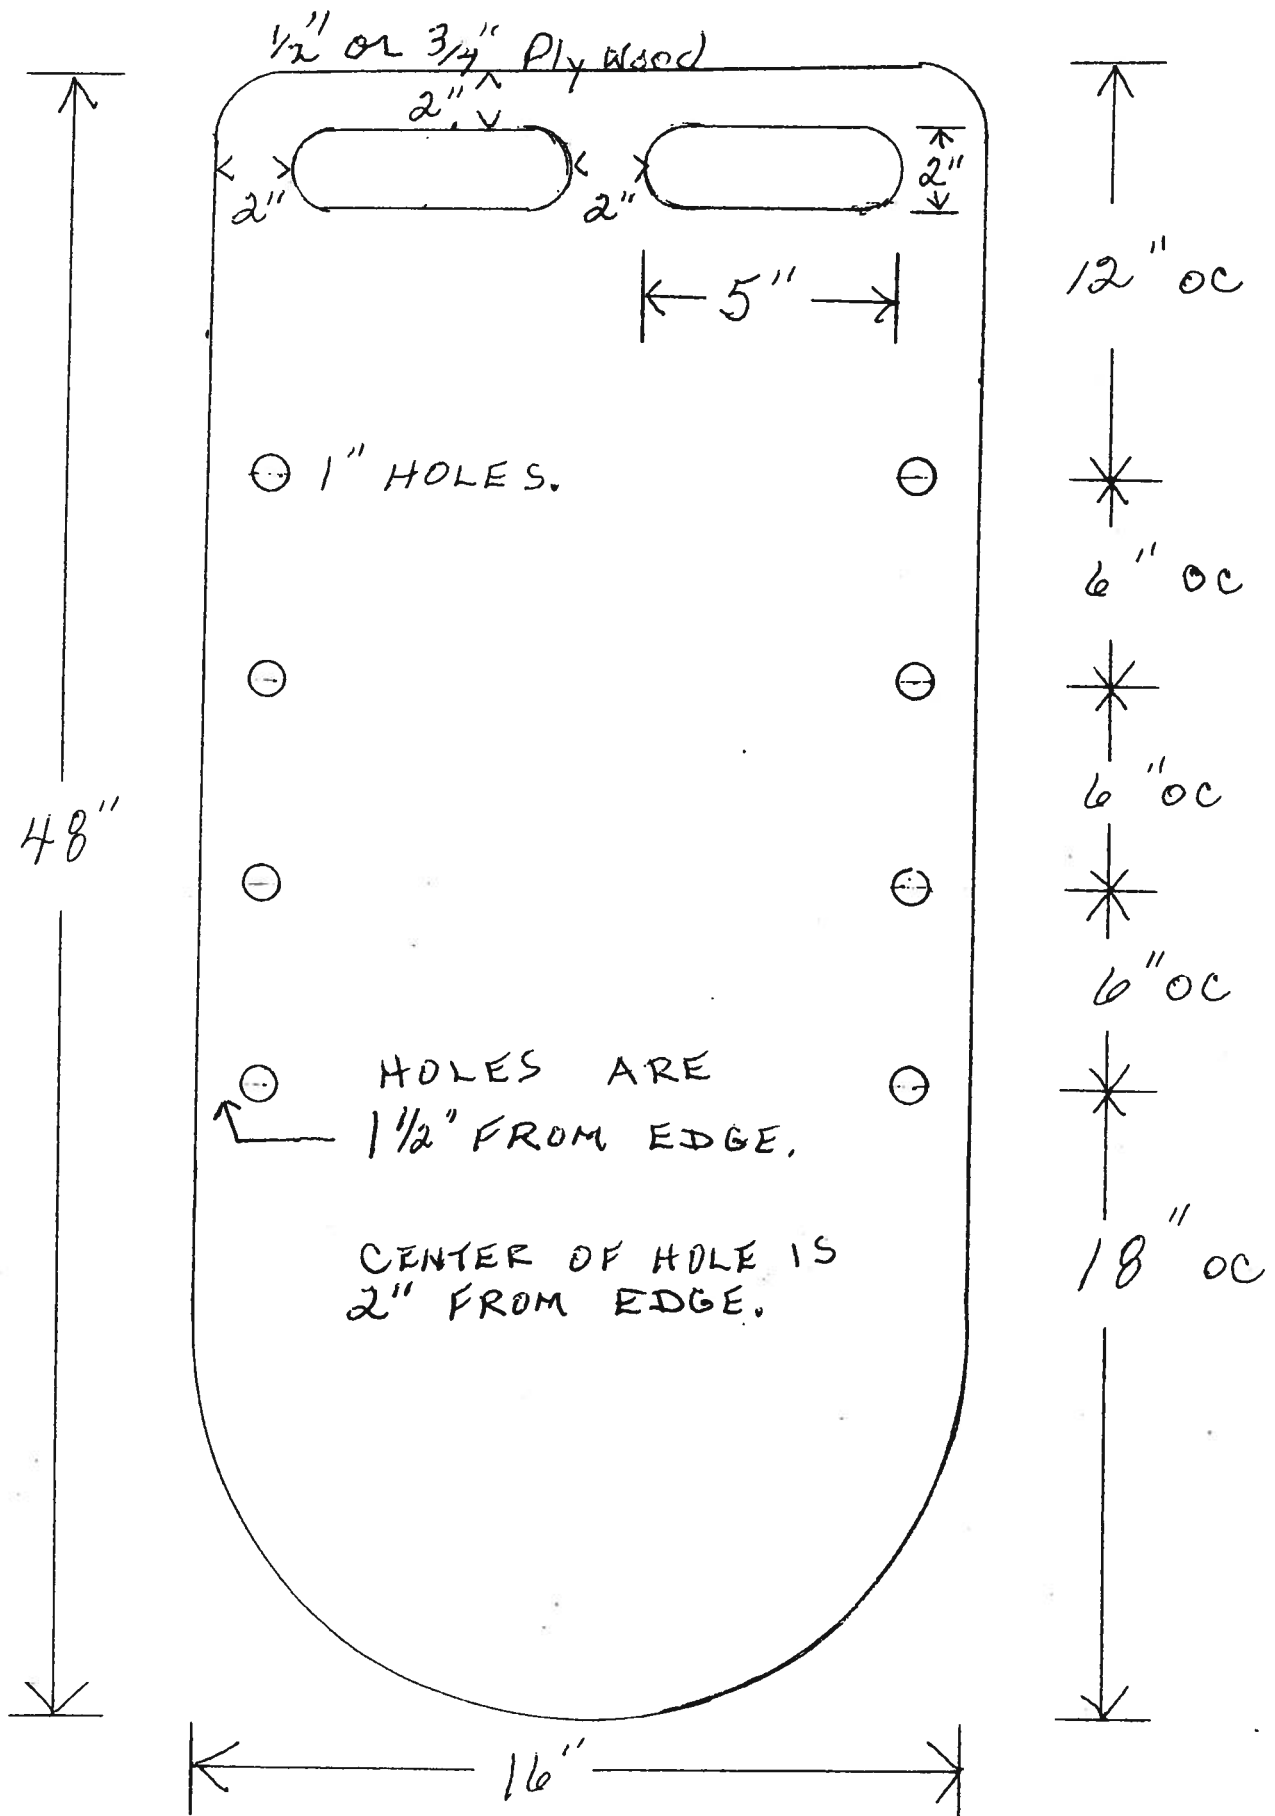 1/2" or 3/4" Plywood
2"
2"
2"
2"
5"
12" OC
1" HOLES.
6" OC
6" OC
48"
6" OC
HOLES ARE
1 1/2" FROM EDGE.
CENTER OF HOLE IS
2" FROM EDGE.
18" OC
16"